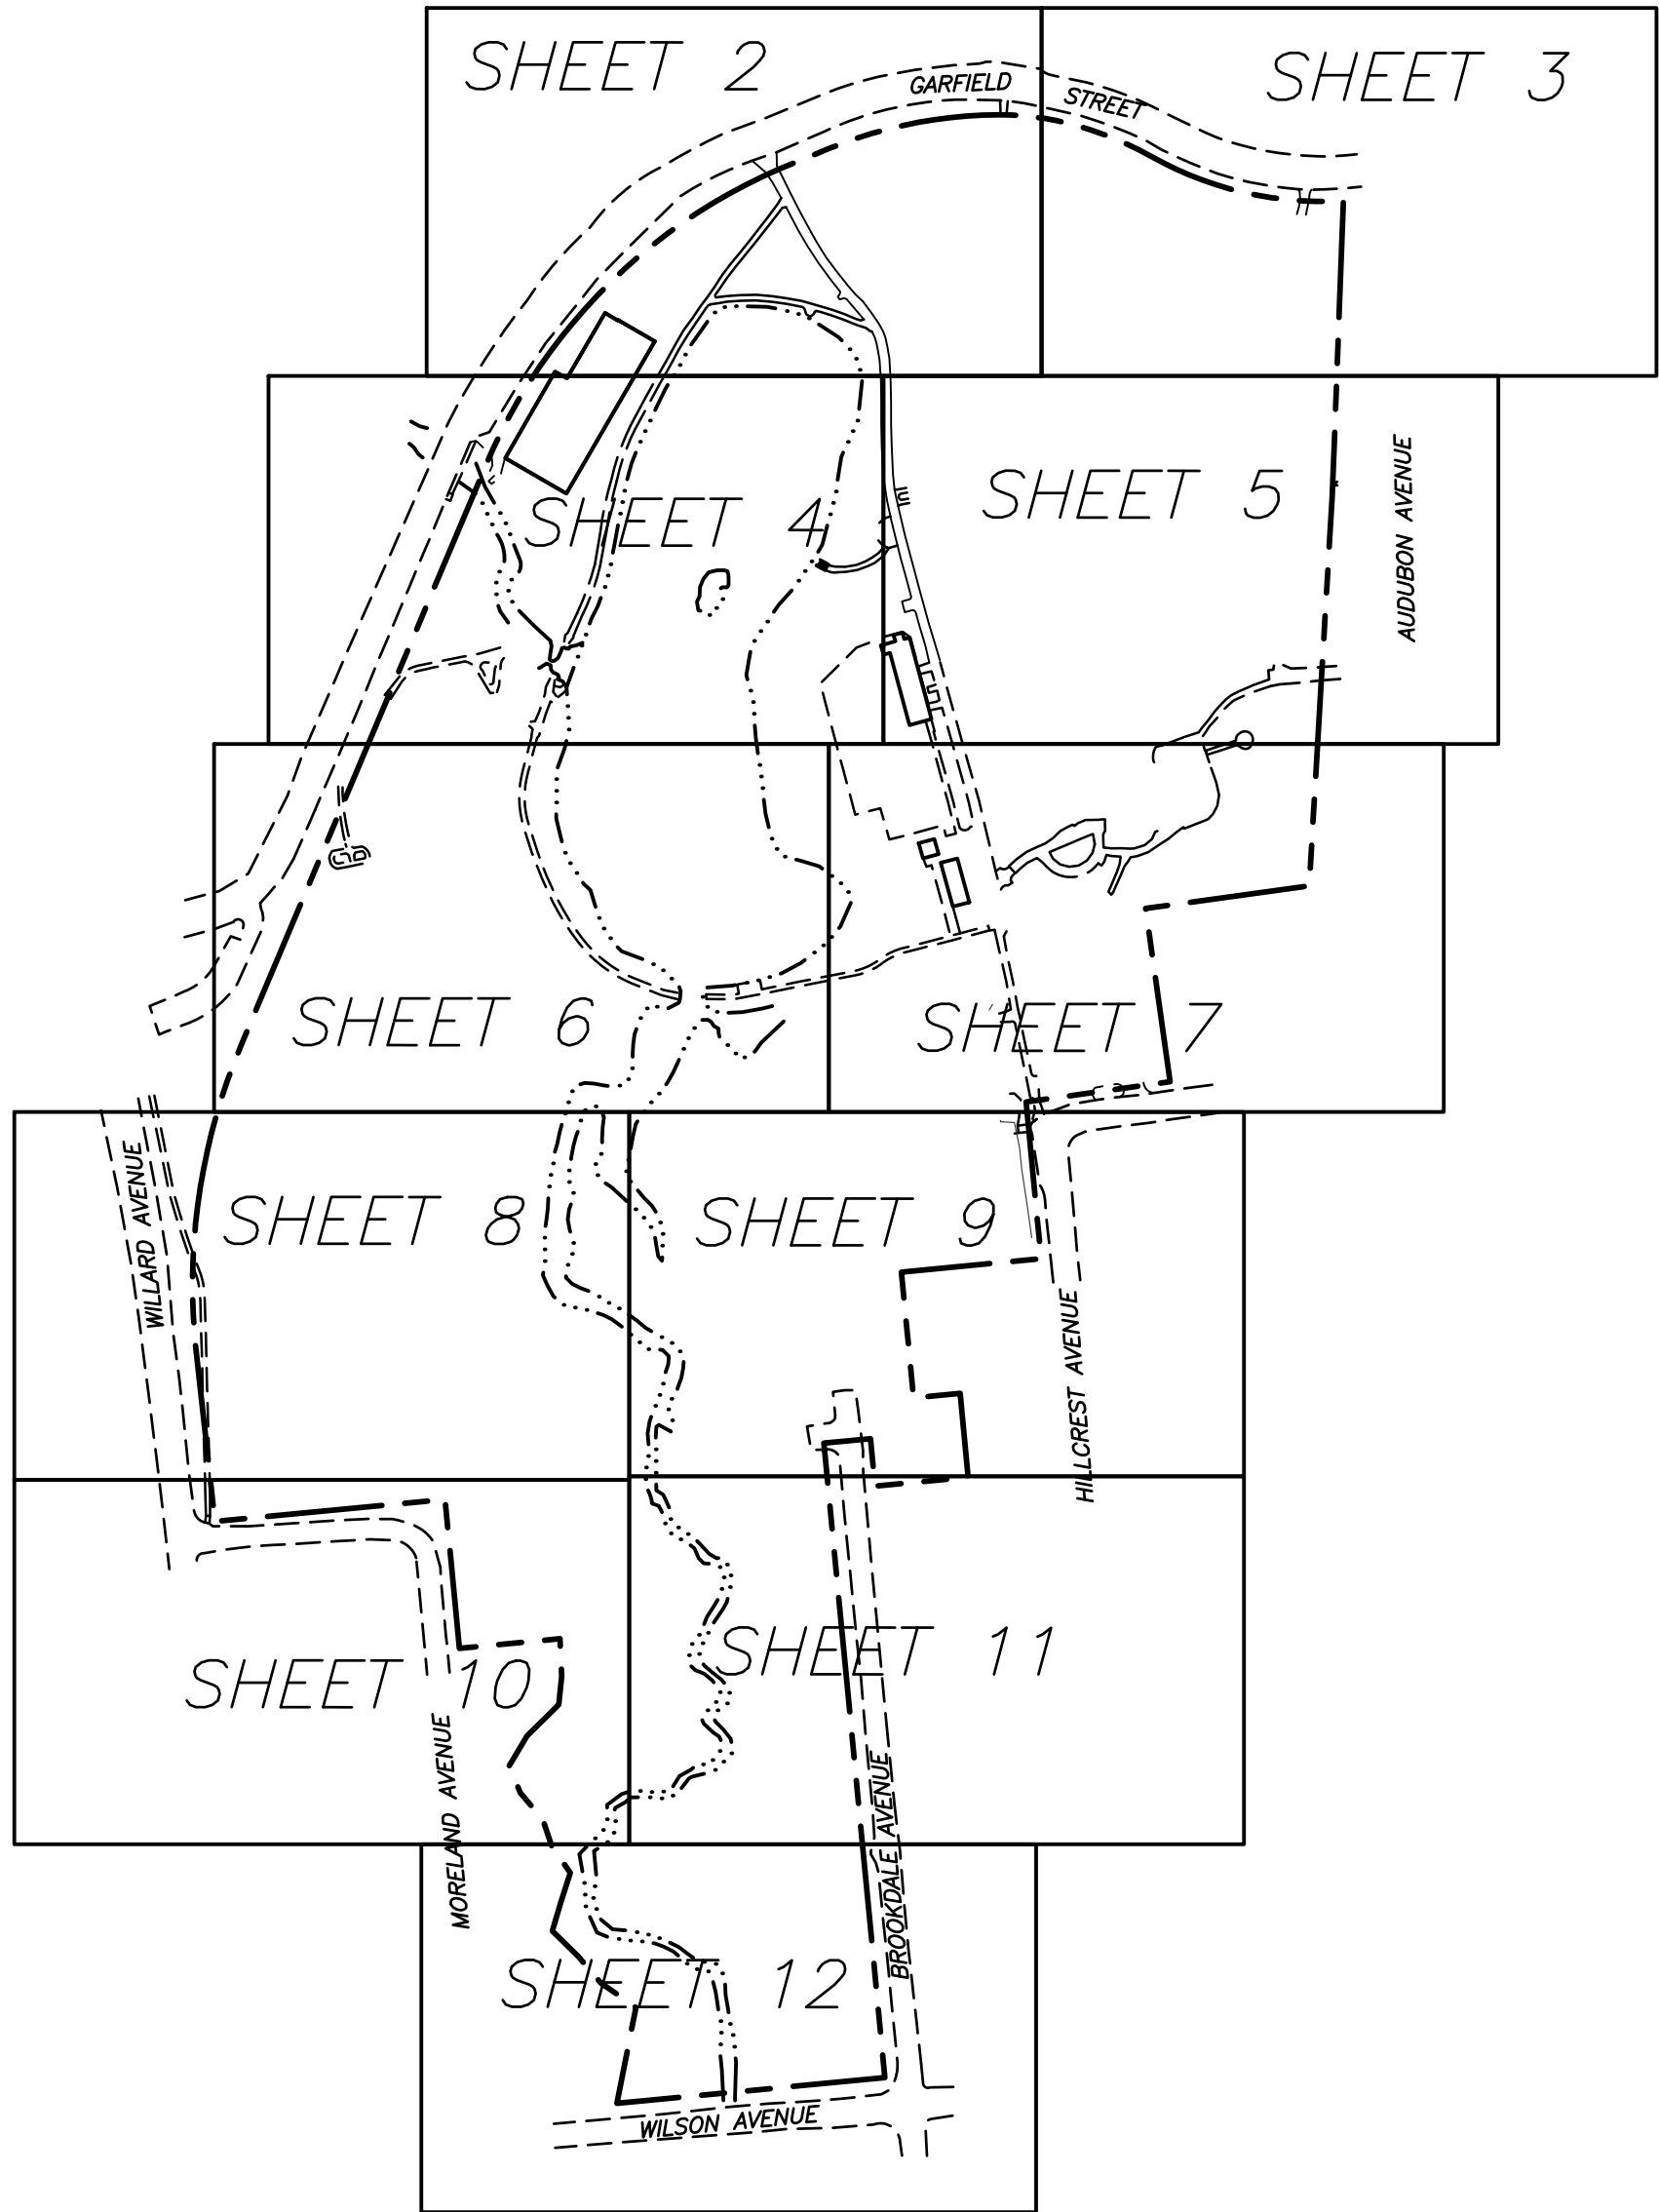 SHEET 2
SHEET 3
GARFIELD
STREET
SHEET 4
SHEET 5
AUDUBON AVENUE
SHEET 6
SHEET 7
WILLARD AVENUE
SHEET 8
SHEET 9
HILLCREST AVENUE
SHEET 10
SHEET 11
MORELAND AVENUE
BROOKDALE AVENUE
SHEET 12
WILSON AVENUE